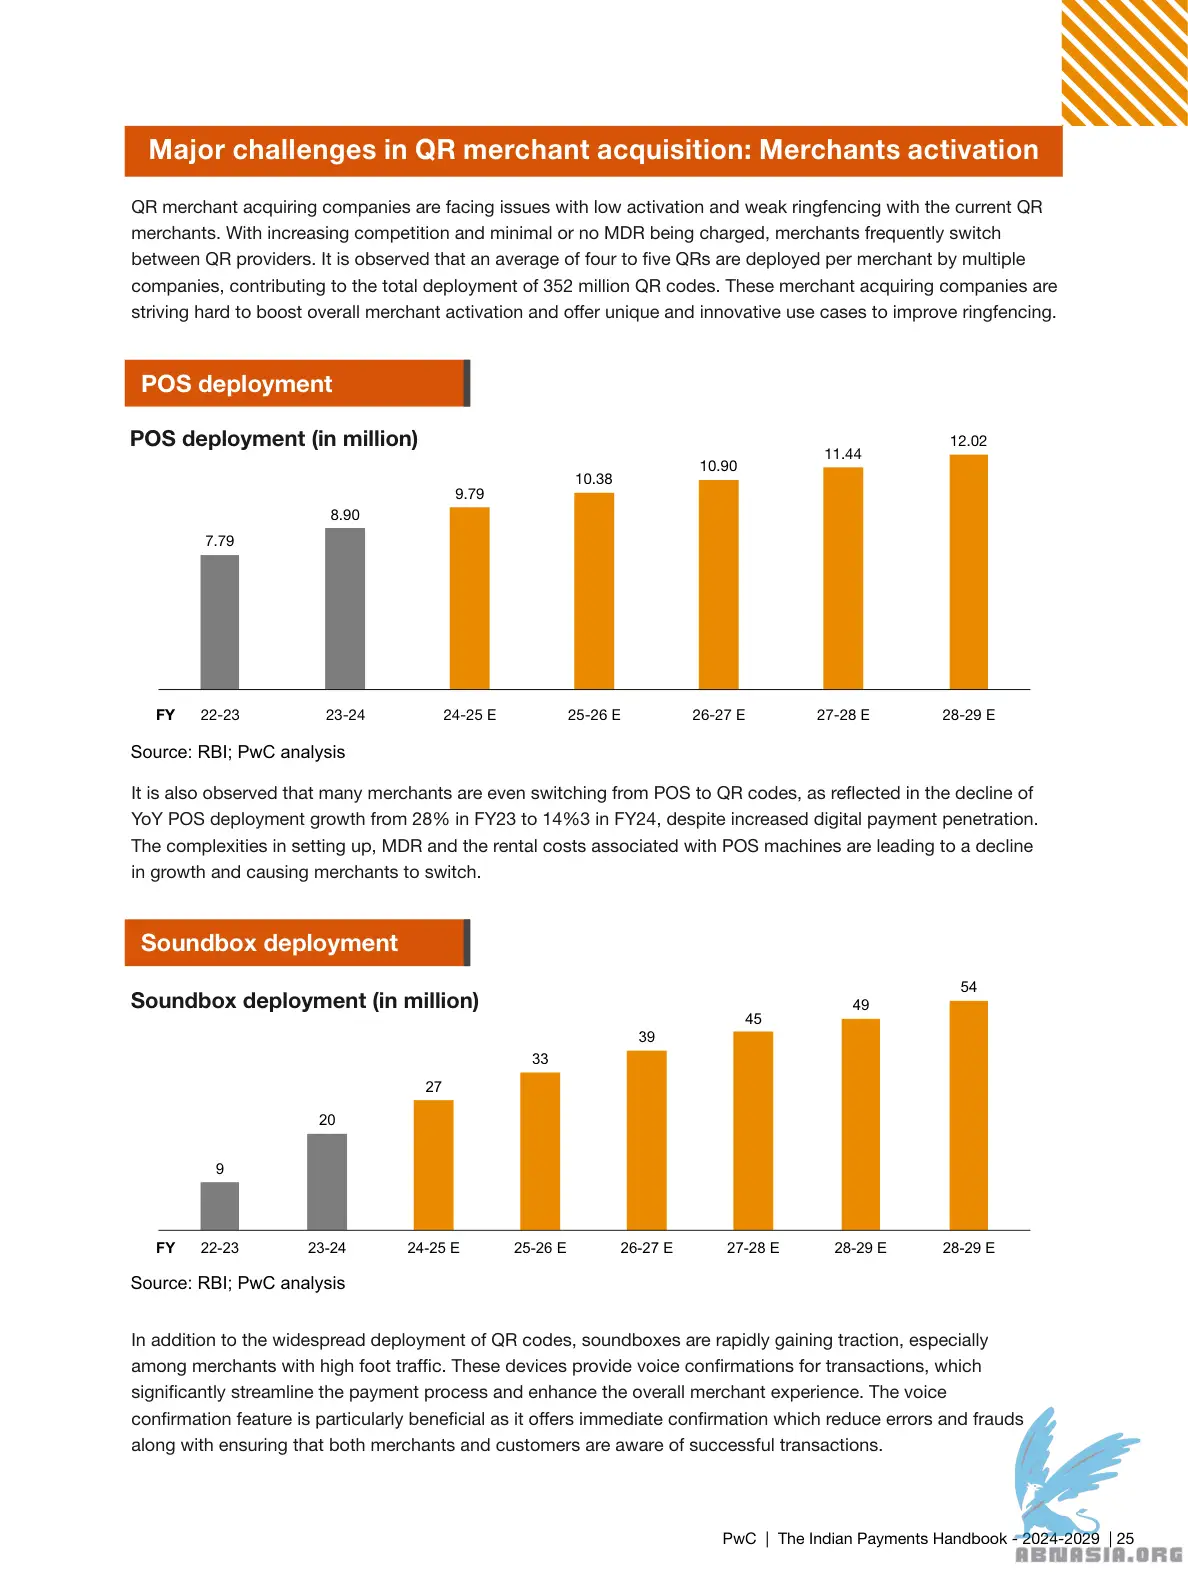 Major challenges in QR merchant acquisition: Merchants activation
QR merchant acquiring companies are facing issues with low activation and weak ringfencing with the current QR
merchants. With increasing competition and minimal or no MDR being charged, merchants frequently switch
between QR providers. It is observed that an average of four to five QRs are deployed per merchant by multiple
companies, contributing to the total deployment of 352 million QR codes. These merchant acquiring companies are
striving hard to boost overall merchant activation and offer unique and innovative use cases to improve ringfencing.
POS deployment
POS deployment (in million)
7.79 8.90 9.79 10.38 10.90 11.44 12.02
FY 22-23 23-24 24-25 E 25-26 E 26-27 E 27-28 E 28-29 E
Source: RBI; PwC analysis
It is also observed that many merchants are even switching from POS to QR codes, as reflected in the decline of
YoY POS deployment growth from 28% in FY23 to 14%3 in FY24, despite increased digital payment penetration.
The complexities in setting up, MDR and the rental costs associated with POS machines are leading to a decline
in growth and causing merchants to switch.
Soundbox deployment
Soundbox deployment (in million)
9 20 27 33 39 45 49 54
FY 22-23 23-24 24-25 E 25-26 E 26-27 E 27-28 E 28-29 E 28-29 E
Source: RBI; PwC analysis
In addition to the widespread deployment of QR codes, soundboxes are rapidly gaining traction, especially
among merchants with high foot traffic. These devices provide voice confirmations for transactions, which
significantly streamline the payment process and enhance the overall merchant experience. The voice
confirmation feature is particularly beneficial as it offers immediate confirmation which reduce errors and frauds
along with ensuring that both merchants and customers are aware of successful transactions.
PwC | The Indian Payments Handbook - 2024-2029 | 25
ABMASIA.ORG